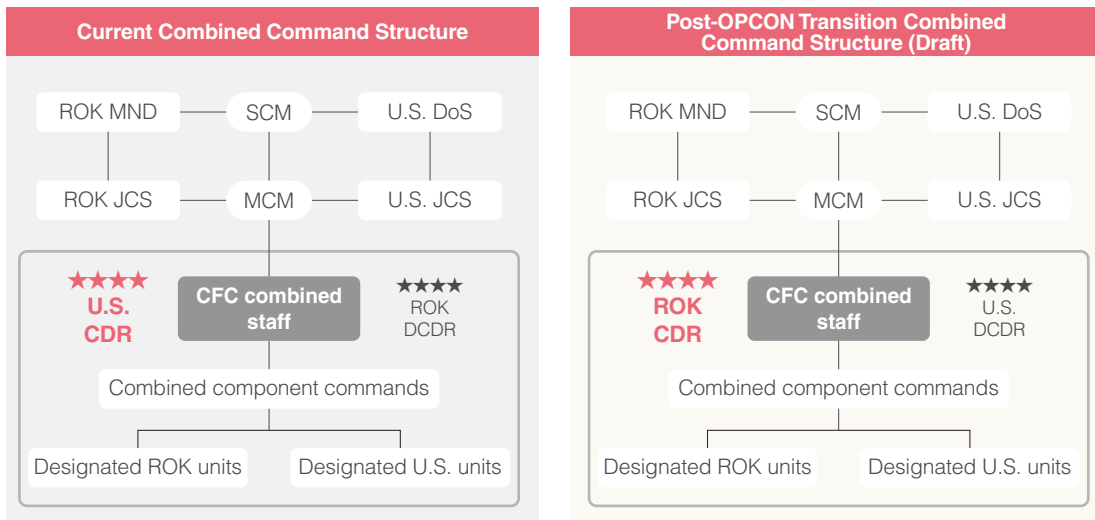 Current Combined Command Structure
ROK MND
SCM
U.S. DoS
ROK JCS
MCM
U.S. JCS
★★★★
U.S.
CDR
CFC combined
staff
★★★★
ROK
DCDR
Combined component commands
Designated ROK units
Designated U.S. units
Post-OPCON Transition Combined
Command Structure (Draft)
ROK MND
SCM
U.S. DoS
ROK JCS
MCM
U.S. JCS
★★★★
ROK
CDR
CFC combined
staff
★★★★
U.S.
DCDR
Combined component commands
Designated ROK units
Designated U.S. units